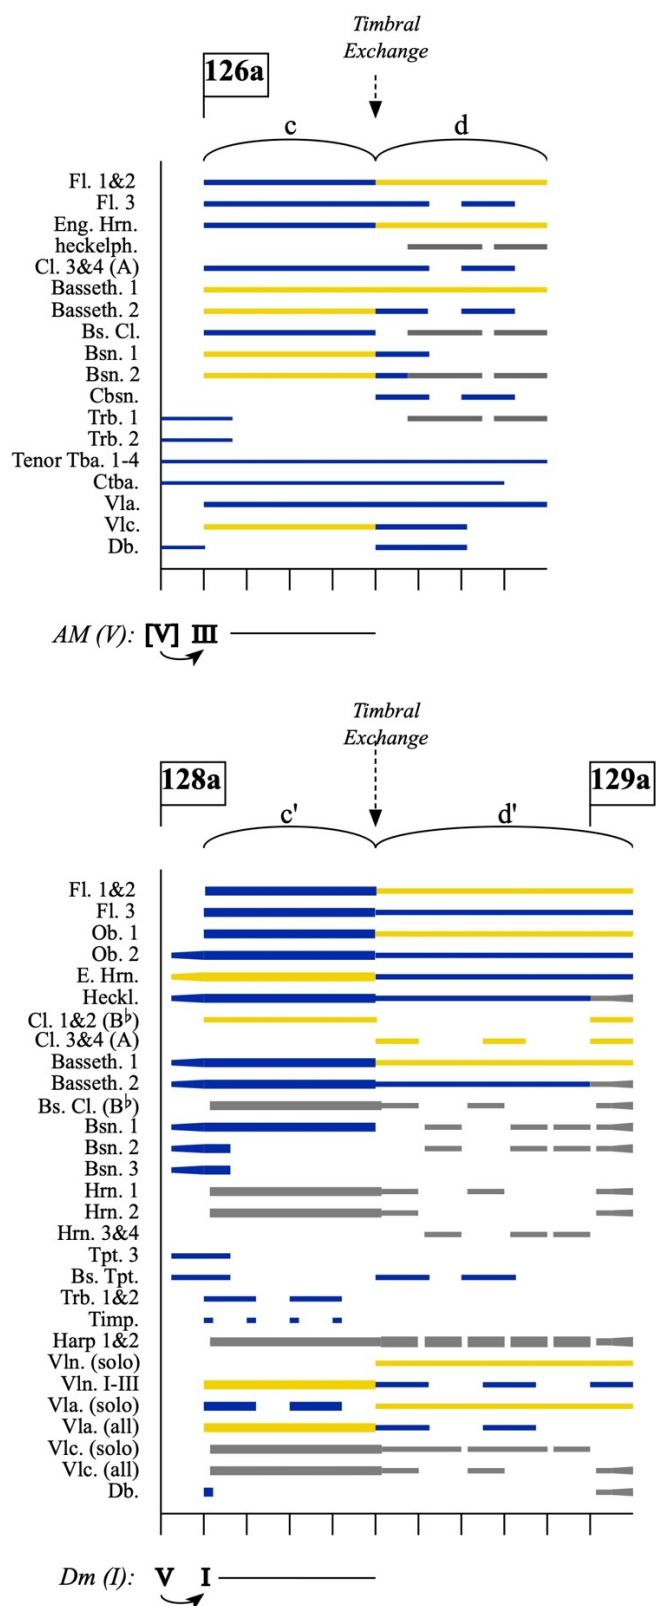 Timbral
Exchange
126a
c d
Fl. 1&2
Fl. 3
Eng. Hrn.
heckelph.
Cl. 3&4 (A)
Basseth. 1
Basseth. 2
Bs. Cl.
Bsn. 1
Bsn. 2
Cbsn.
Trb. 1
Trb. 2
Tenor Tba. 1-4
Ctba.
Vla.
Vlc.
Db.
AM (V): [V] III
Timbral
Exchange
128a 129a
c' d'
Fl. 1&2
Fl. 3
Ob. 1
Ob. 2
E. Hrn.
Heckl.
Cl. 1&2 (B♭)
Cl. 3&4 (A)
Basseth. 1
Basseth. 2
Bs. Cl. (B♭)
Bsn. 1
Bsn. 2
Bsn. 3
Hrn. 1
Hrn. 2
Hrn. 3&4
Tpt. 3
Bs. Tpt.
Trb. 1&2
Timp.
Harp 1&2
Vln. (solo)
Vln. I-III
Vla. (solo)
Vla. (all)
Vlc. (solo)
Vlc. (all)
Db.
Dm (I): V I